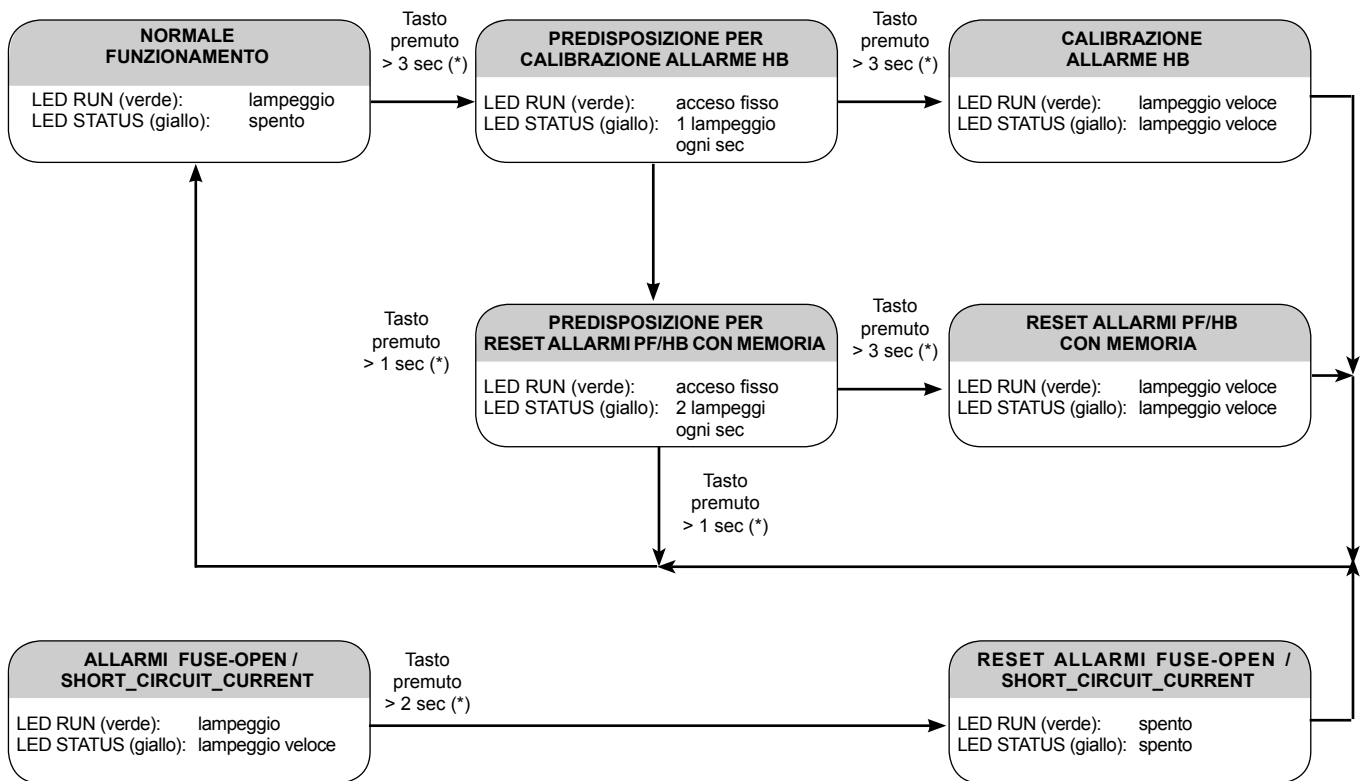 NORMALE
FUNZIONAMENTO
LED RUN (verde): lampeggio
LED STATUS (giallo): spento
Tasto
premuto
> 3 sec (*)
PREDISPOSIZIONE PER
CALIBRAZIONE ALLARME HB
LED RUN (verde): acceso fisso
LED STATUS (giallo): 1 lampeggio
ogni sec
Tasto
premuto
> 3 sec (*)
CALIBRAZIONE
ALLARME HB
LED RUN (verde): lampeggio veloce
LED STATUS (giallo): lampeggio veloce
Tasto
premuto
> 1 sec (*)
PREDISPOSIZIONE PER
RESET ALLARMI PF/HB CON MEMORIA
LED RUN (verde): acceso fisso
LED STATUS (giallo): 2 lampeggi
ogni sec
Tasto
premuto
> 3 sec (*)
RESET ALLARMI PF/HB
CON MEMORIA
LED RUN (verde): lampeggio veloce
LED STATUS (giallo): lampeggio veloce
Tasto
premuto
> 1 sec (*)
ALLARMI FUSE-OPEN /
SHORT_CIRCUIT_CURRENT
LED RUN (verde): lampeggio
LED STATUS (giallo): lampeggio veloce
Tasto
premuto
> 2 sec (*)
RESET ALLARMI FUSE-OPEN /
SHORT_CIRCUIT_CURRENT
LED RUN (verde): spento
LED STATUS (giallo): spento